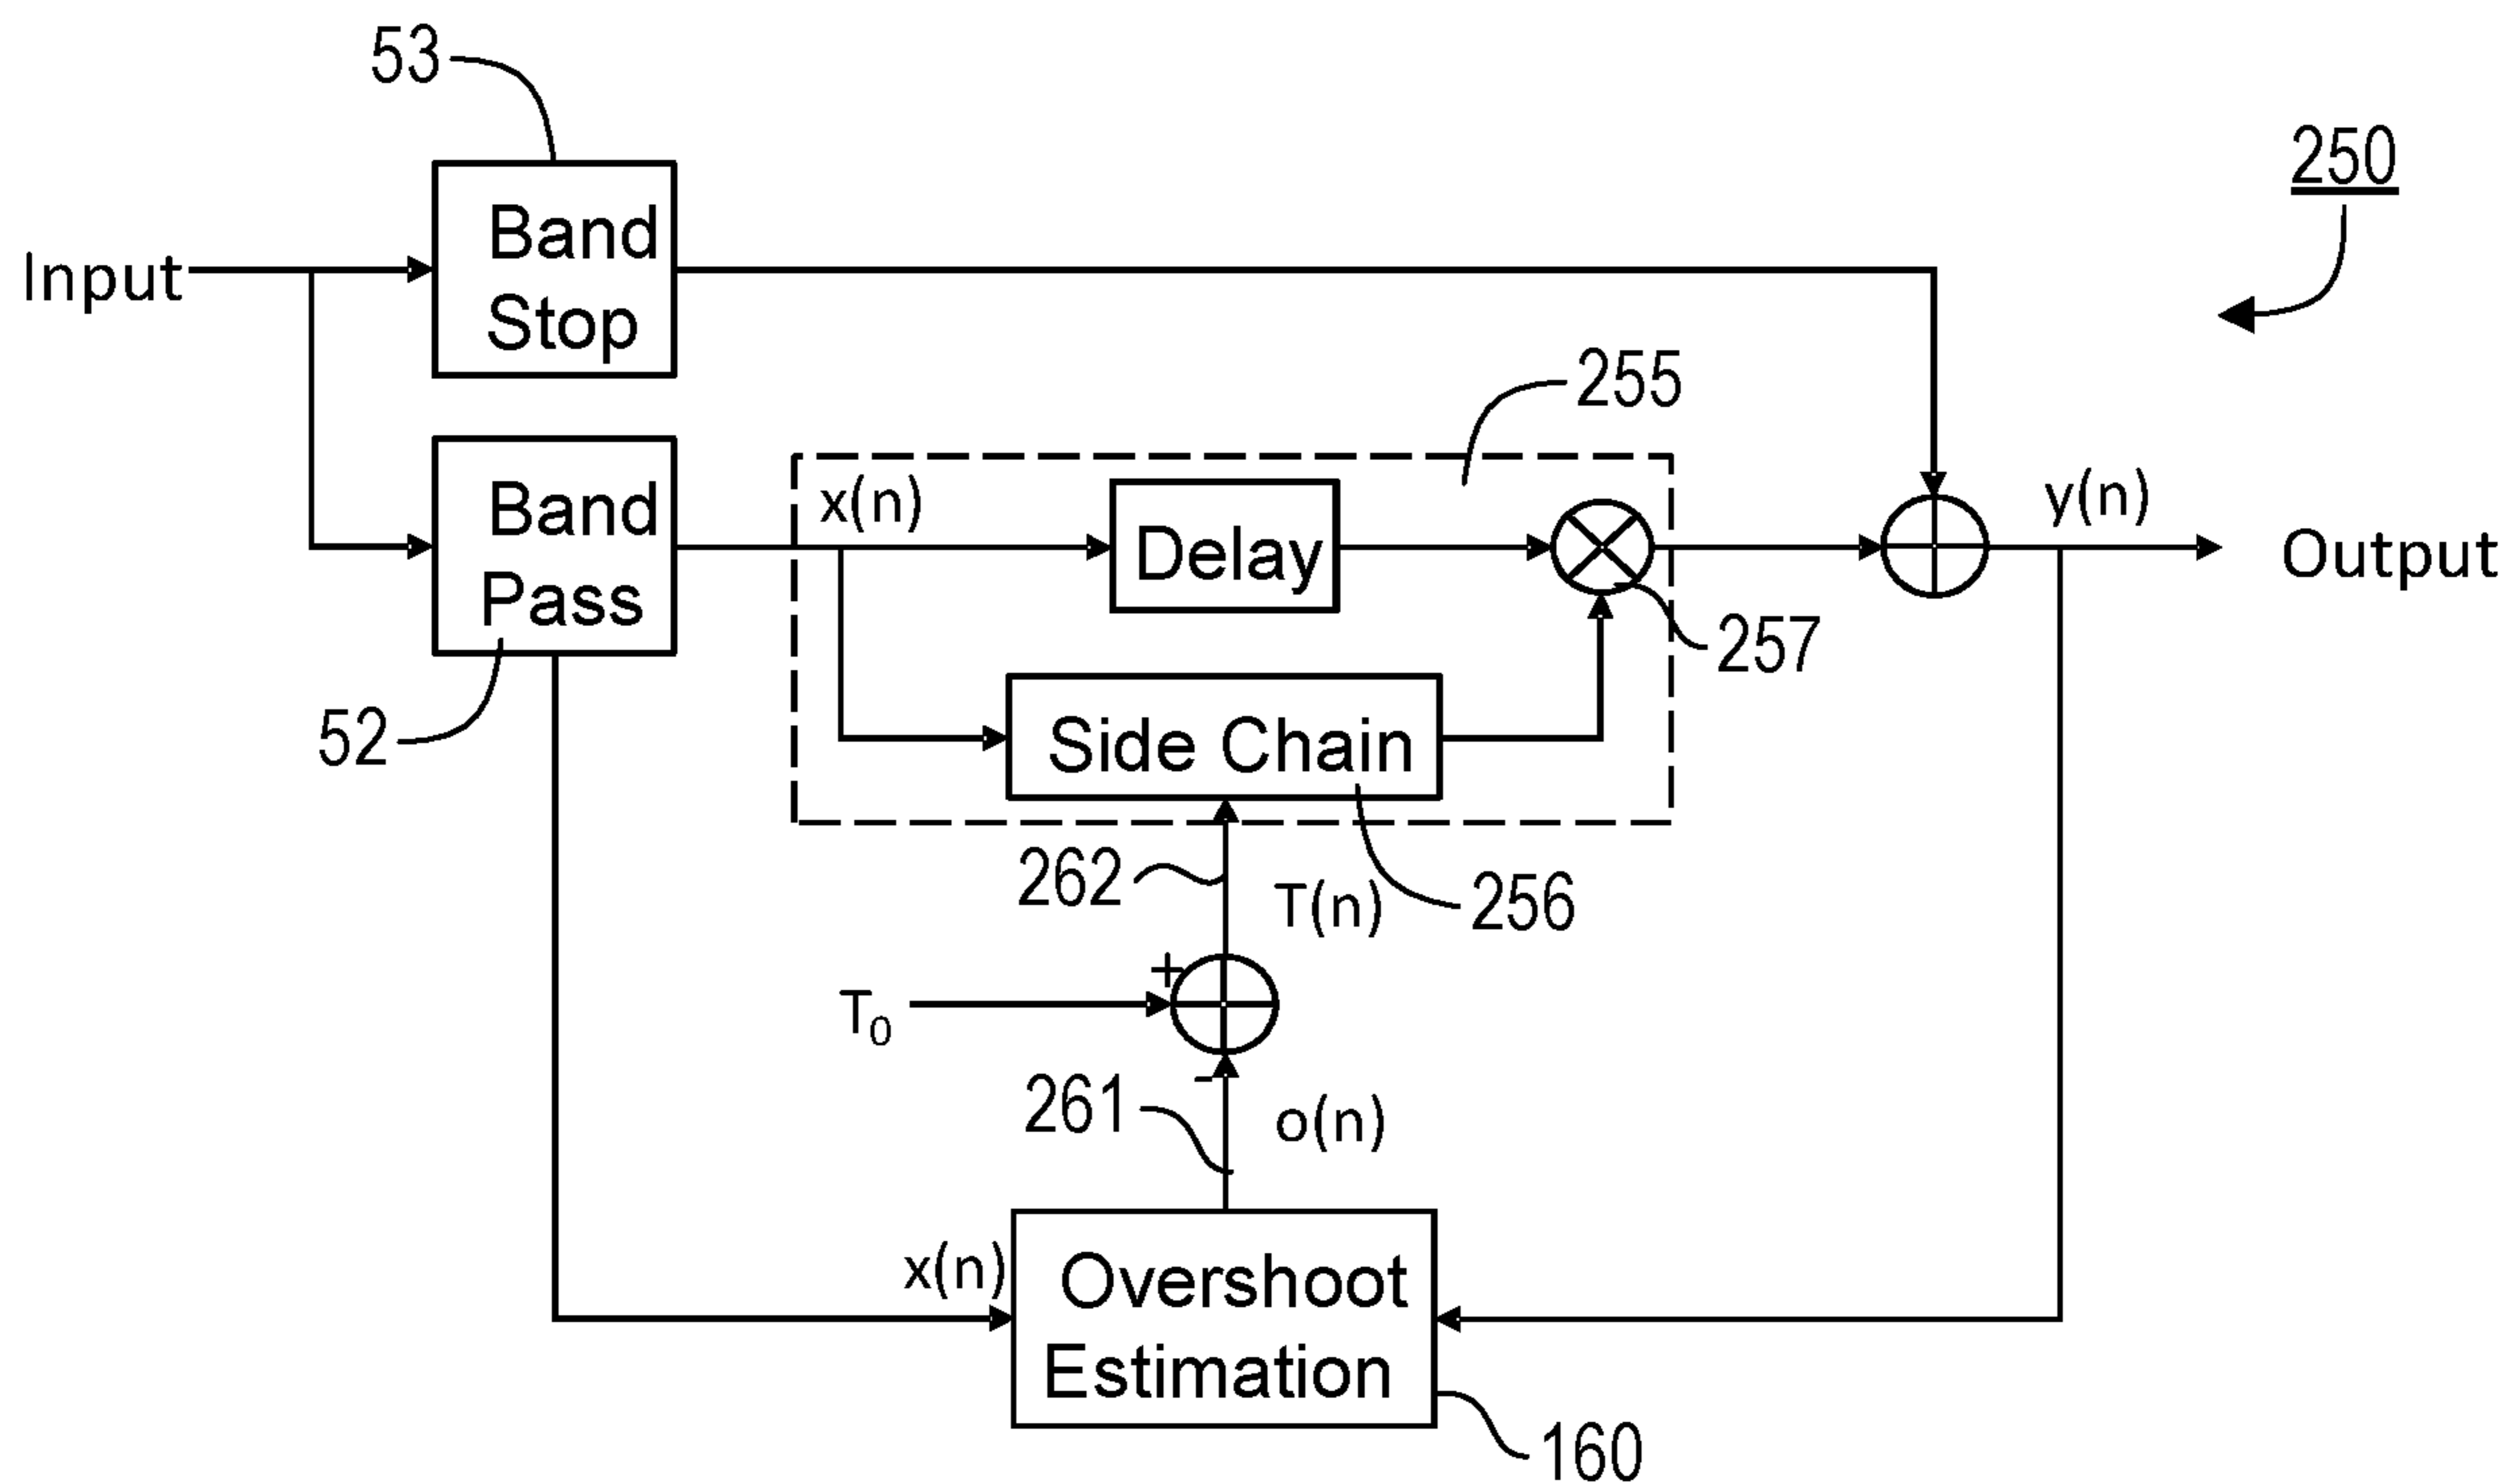 53
250
Input
Band
Stop
255
x(n)
y(n)
Band
Pass
Delay
Output
257
52
Side Chain
262
T(n)
256
+
T0
-
261
o(n)
x(n)
Overshoot
Estimation
160